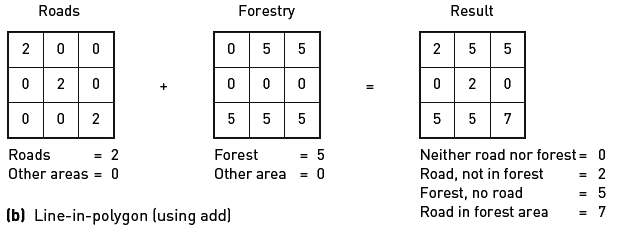 Roads Forestry Result
2 0 0 0 5 5 2 5 5
0 2 0 + 0 0 0 = 0 2 0
0 0 2 5 5 5 5 5 7
Roads = 2 Forest = 5 Neither road nor forest = 0
Other areas = 0 Other area = 0 Road, not in forest = 2
Forest, no road = 5
(b) Line-in-polygon (using add) Road in forest area = 7